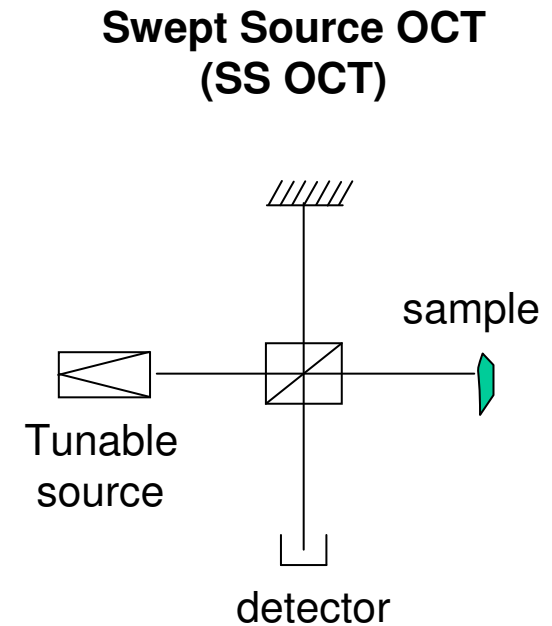 Swept Source OCT
(SS OCT)
sample
Tunable
source
detector